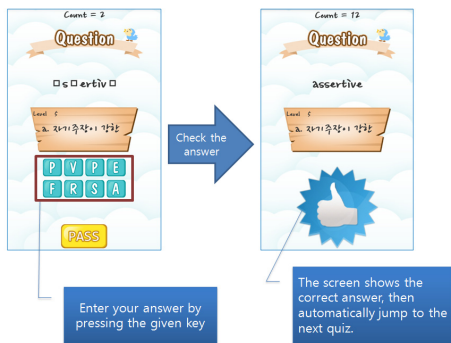 Count = 2
Question
□s□ertiv□
Level 5
a. 자기주장이 강한
P V P E
F R S A
PASS
Enter your answer by
pressing the given key
Check the
answer
Count = 12
Question
assertive
Level 5
a. 자기주장이 강한
The screen shows the
correct answer, then
automatically jump to the
next quiz.